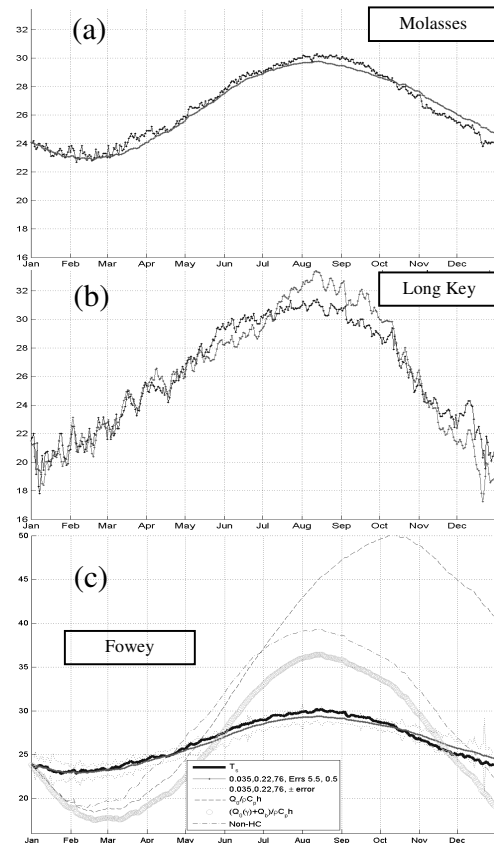 (a)
Molasses
30
28
26
24
22
20
18
16
Jan Feb Mar Apr May Jun Jul Aug Sep Oct Nov Dec
(b)
Long Key
32
30
28
26
24
22
20
18
16
Jan Feb Mar Apr May Jun Jul Aug Sep Oct Nov Dec
50
(c)
45
40
Fowey
35
30
25
20
T
0.035,0.22,76, Errs 5.5, 0.5
0.035,0.22,76, ± error
Non-HC
Jan Feb Mar Apr May Jun Jul Aug Sep Oct Nov Dec